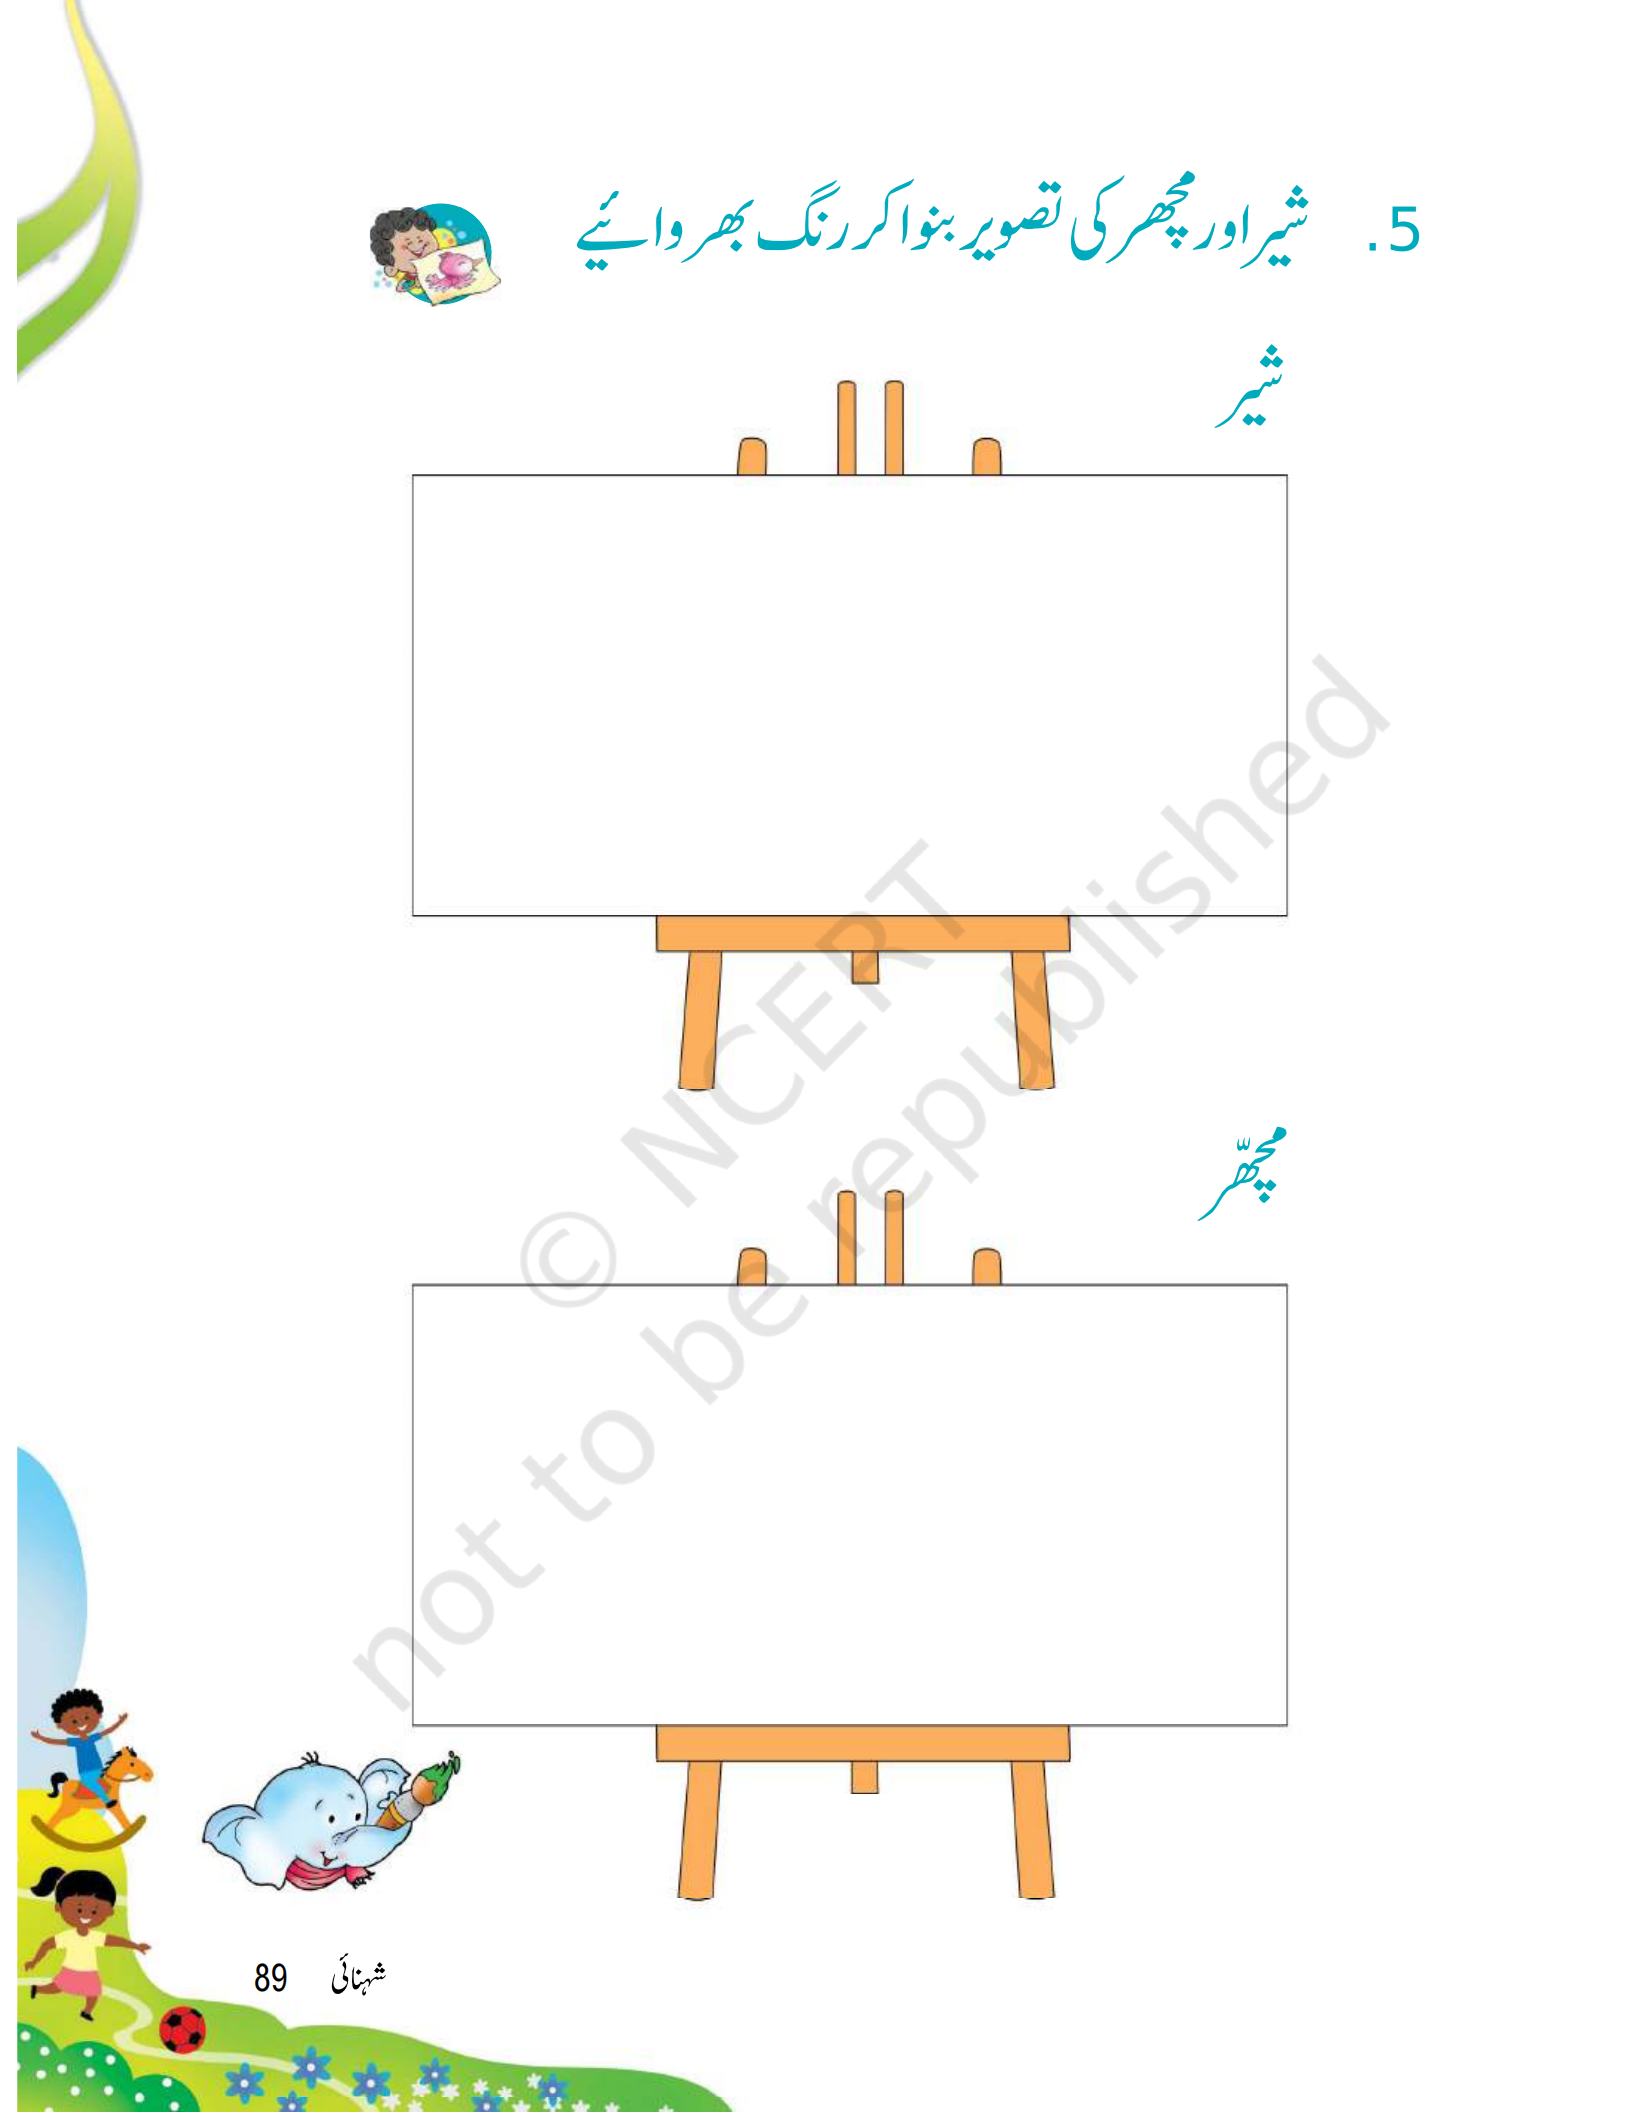 5. شیر اور مچھر کی تصویر بنوا کر رنگ بھروائیے
شیر
مچھّر
© NCERT
not to be republished
شہنائی 89